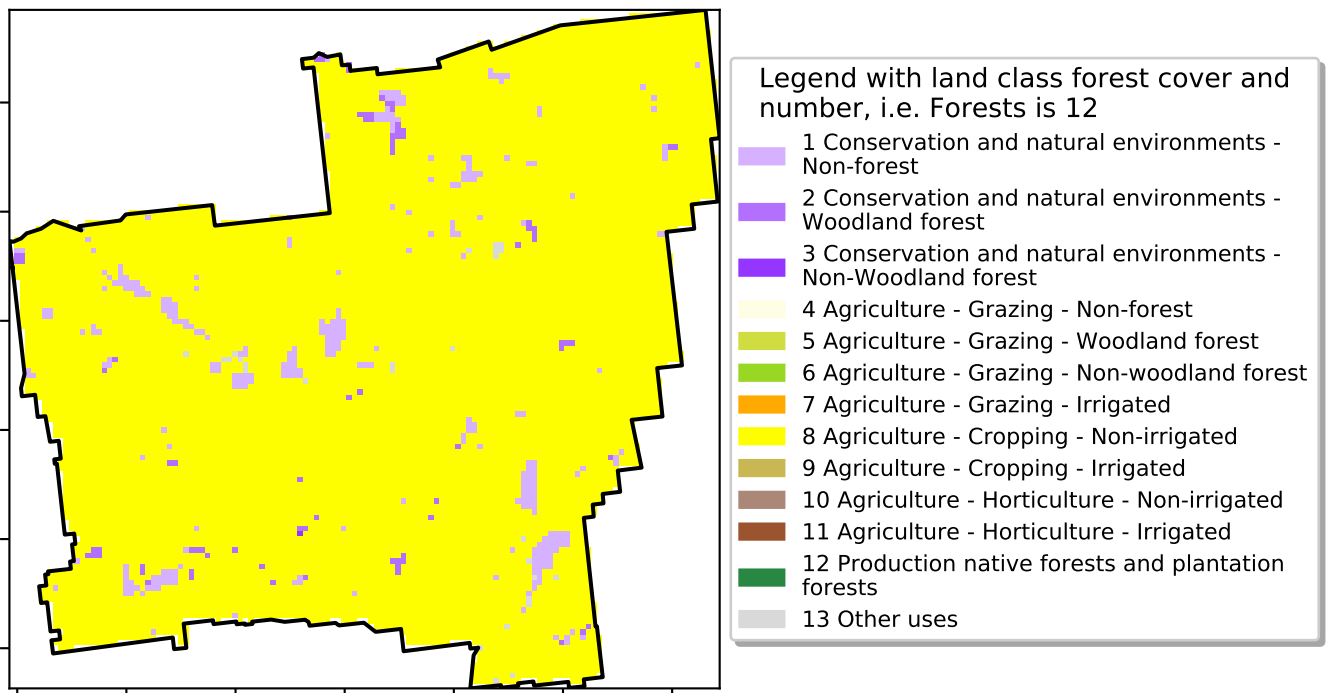 Legend with land class forest cover and
number, i.e. Forests is 12
1 Conservation and natural environments -
Non-forest
2 Conservation and natural environments -
Woodland forest
3 Conservation and natural environments -
Non-Woodland forest
4 Agriculture - Grazing - Non-forest
5 Agriculture - Grazing - Woodland forest
6 Agriculture - Grazing - Non-woodland forest
7 Agriculture - Grazing - Irrigated
8 Agriculture - Cropping - Non-irrigated
9 Agriculture - Cropping - Irrigated
10 Agriculture - Horticulture - Non-irrigated
11 Agriculture - Horticulture - Irrigated
12 Production native forests and plantation
forests
13 Other uses